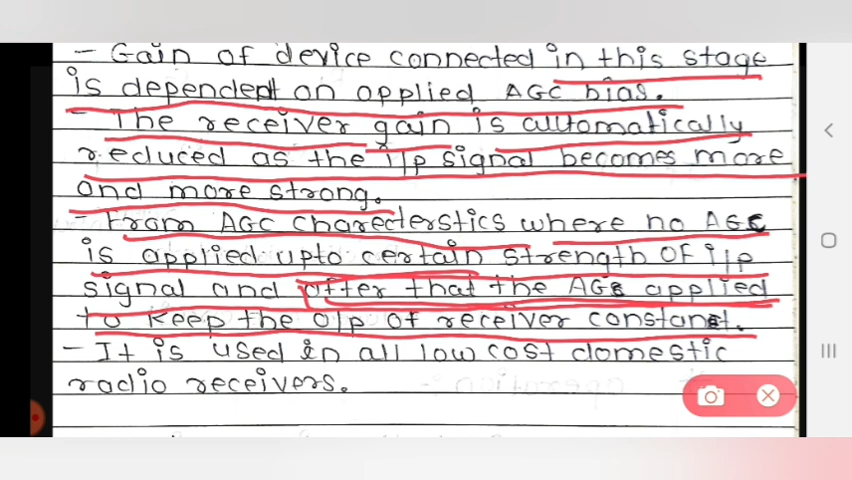 - Gain of device connected in this stage
is dependent on applied AGC bias.
- The receiver gain is automatically
reduced as the i/p signal becomes more
and more strong.
- From AGC charecterstics where no AGC
is applied upto certain strength of i/p
signal and after that the AGC applied
to keep the o/p of receiver constant.
- It is used in all low cost domestic
radio receivers.